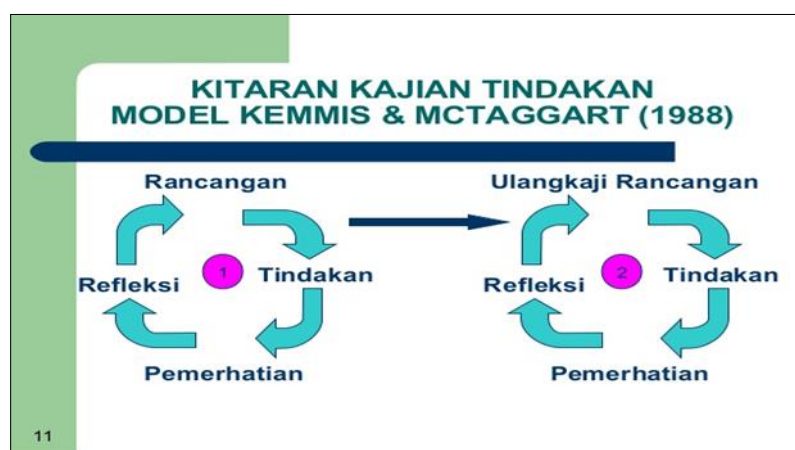 KITARAN KAJIAN TINDAKAN
MODEL KEMMIS & MCTAGGART (1988)
Rancangan
1
Tindakan
Refleksi
Pemerhatian
Ulangkaji Rancangan
2
Tindakan
Refleksi
Pemerhatian
11